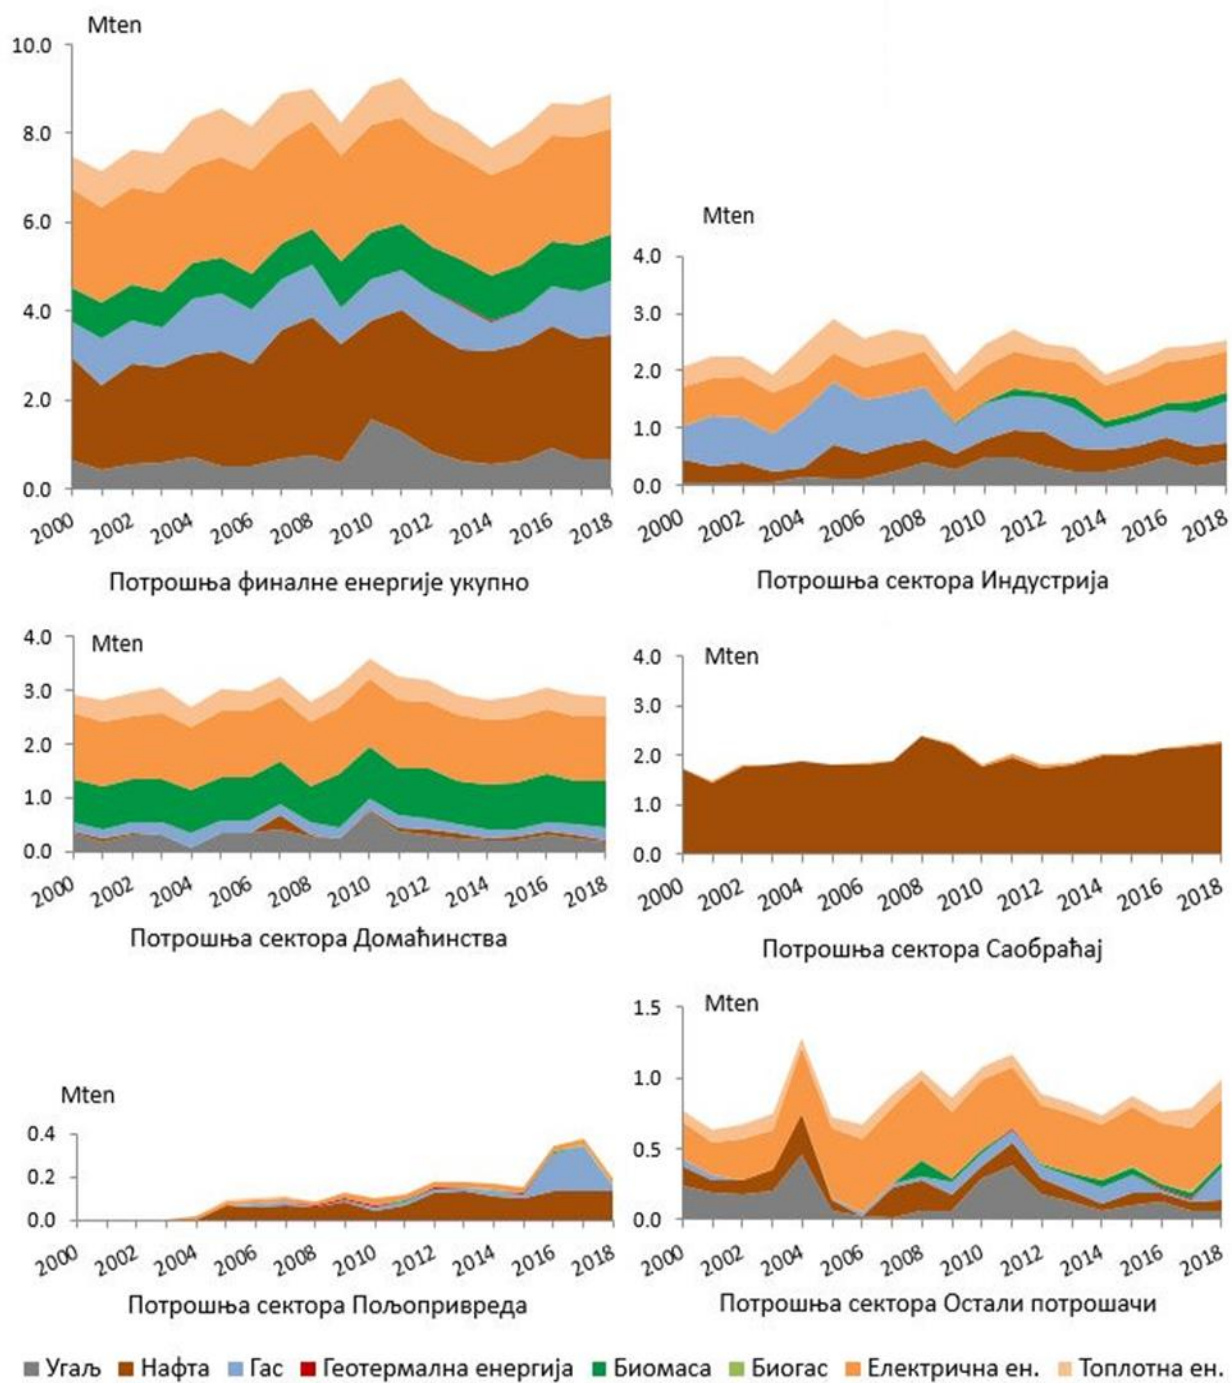 Mten
10.0
8.0
6.0
4.0
2.0
0.0
2000 2002 2004 2006 2008 2010 2012 2014 2016 2018
Потрошња финалне енергије укупно
Mten
4.0
3.0
2.0
1.0
0.0
2000 2002 2004 2006 2008 2010 2012 2014 2016 2018
Потрошња сектора Индустрија
Mten
4.0
3.0
2.0
1.0
0.0
2000 2002 2004 2006 2008 2010 2012 2014 2016 2018
Потрошња сектора Домаћинства
Mten
4.0
3.0
2.0
1.0
0.0
2000 2002 2004 2006 2008 2010 2012 2014 2016 2018
Потрошња сектора Саобраћај
Mten
0.4
0.2
0.0
2000 2002 2004 2006 2008 2010 2012 2014 2016 2018
Потрошња сектора Пољопривреда
Mten
1.5
1.0
0.5
0.0
2000 2002 2004 2006 2008 2010 2012 2014 2016 2018
Потрошња сектора Остали потрошачи
Угаљ Нафта Гас Геотермална енергија Биомаса Биогас Електрична ен. Топлотна ен.